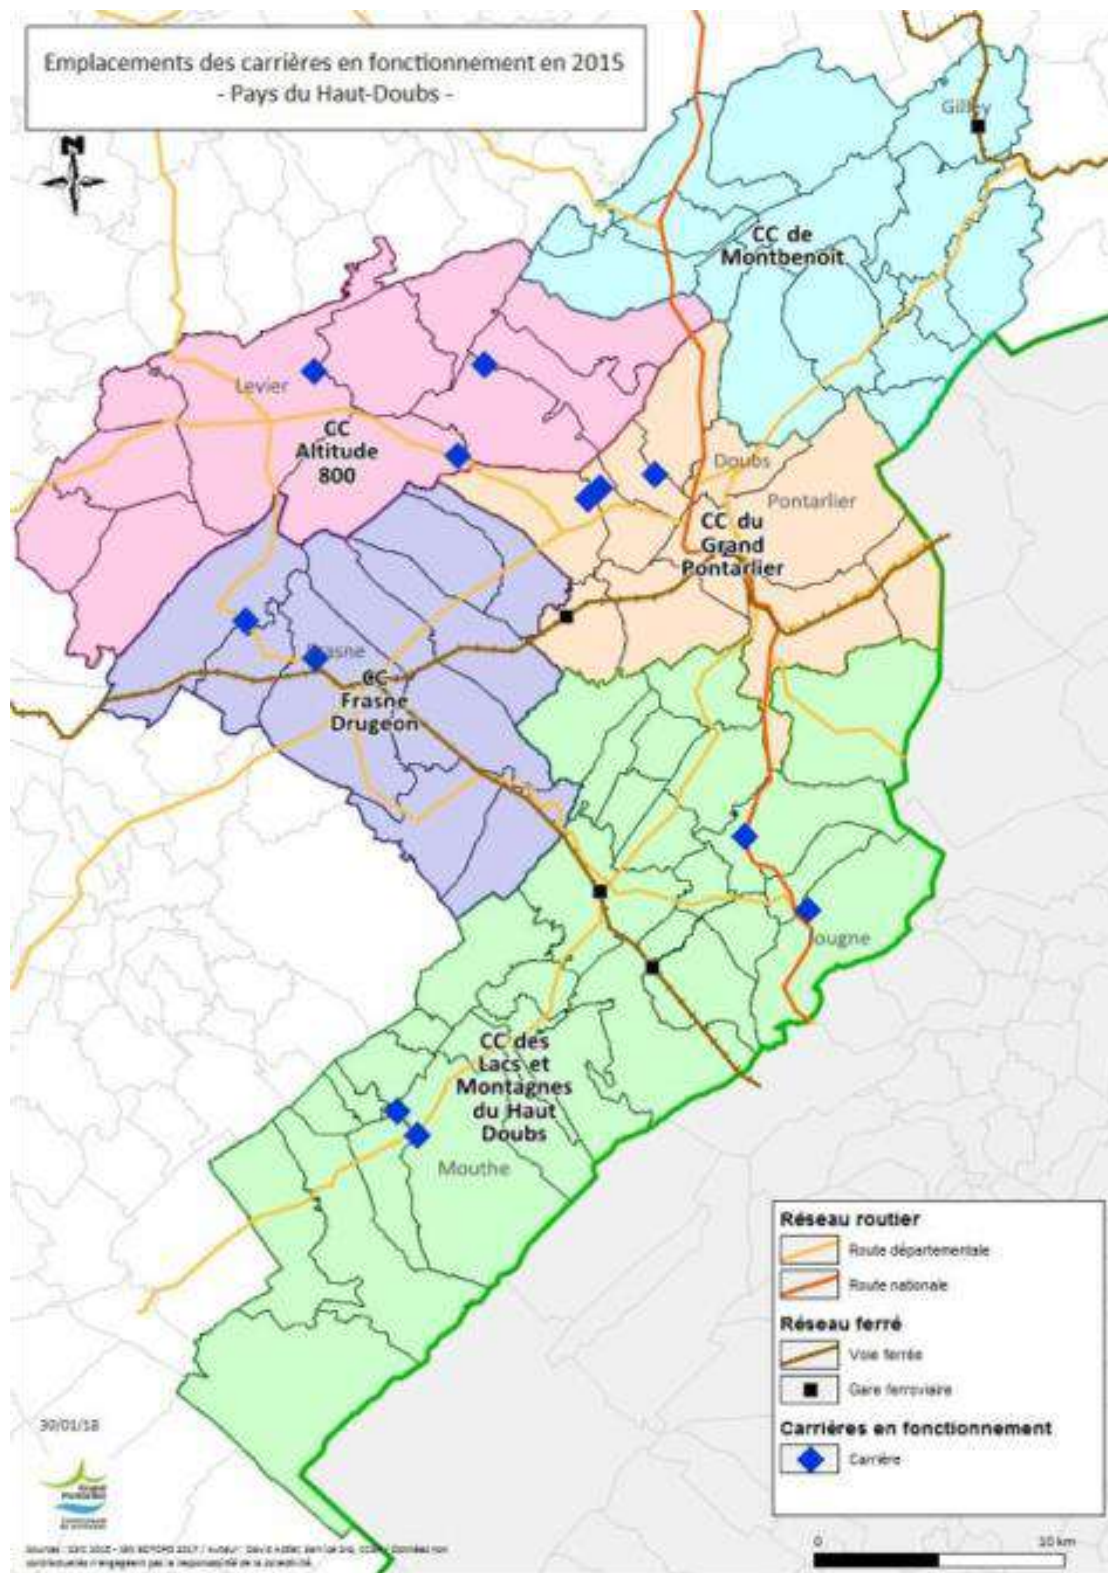 Emplacements des carrières en fonctionnement en 2015
- Pays du Haut-Doubs -
N
Gilley
CC de
Montbenoit
Levier
CC
Altitude
800
Doubs
Pontarlier
CC du
Grand
Pontarlier
Frasne
CC
Frasne
Drugeon
Jougne
CC des
Lacs et
Montagnes
du Haut
Doubs
Mouthe
Réseau routier
Route départementale
Route nationale
Réseau ferré
Voie ferrée
Gare ferroviaire
Carrières en fonctionnement
Carrière
30/01/18
Grand
Pontarlier
0 10 km